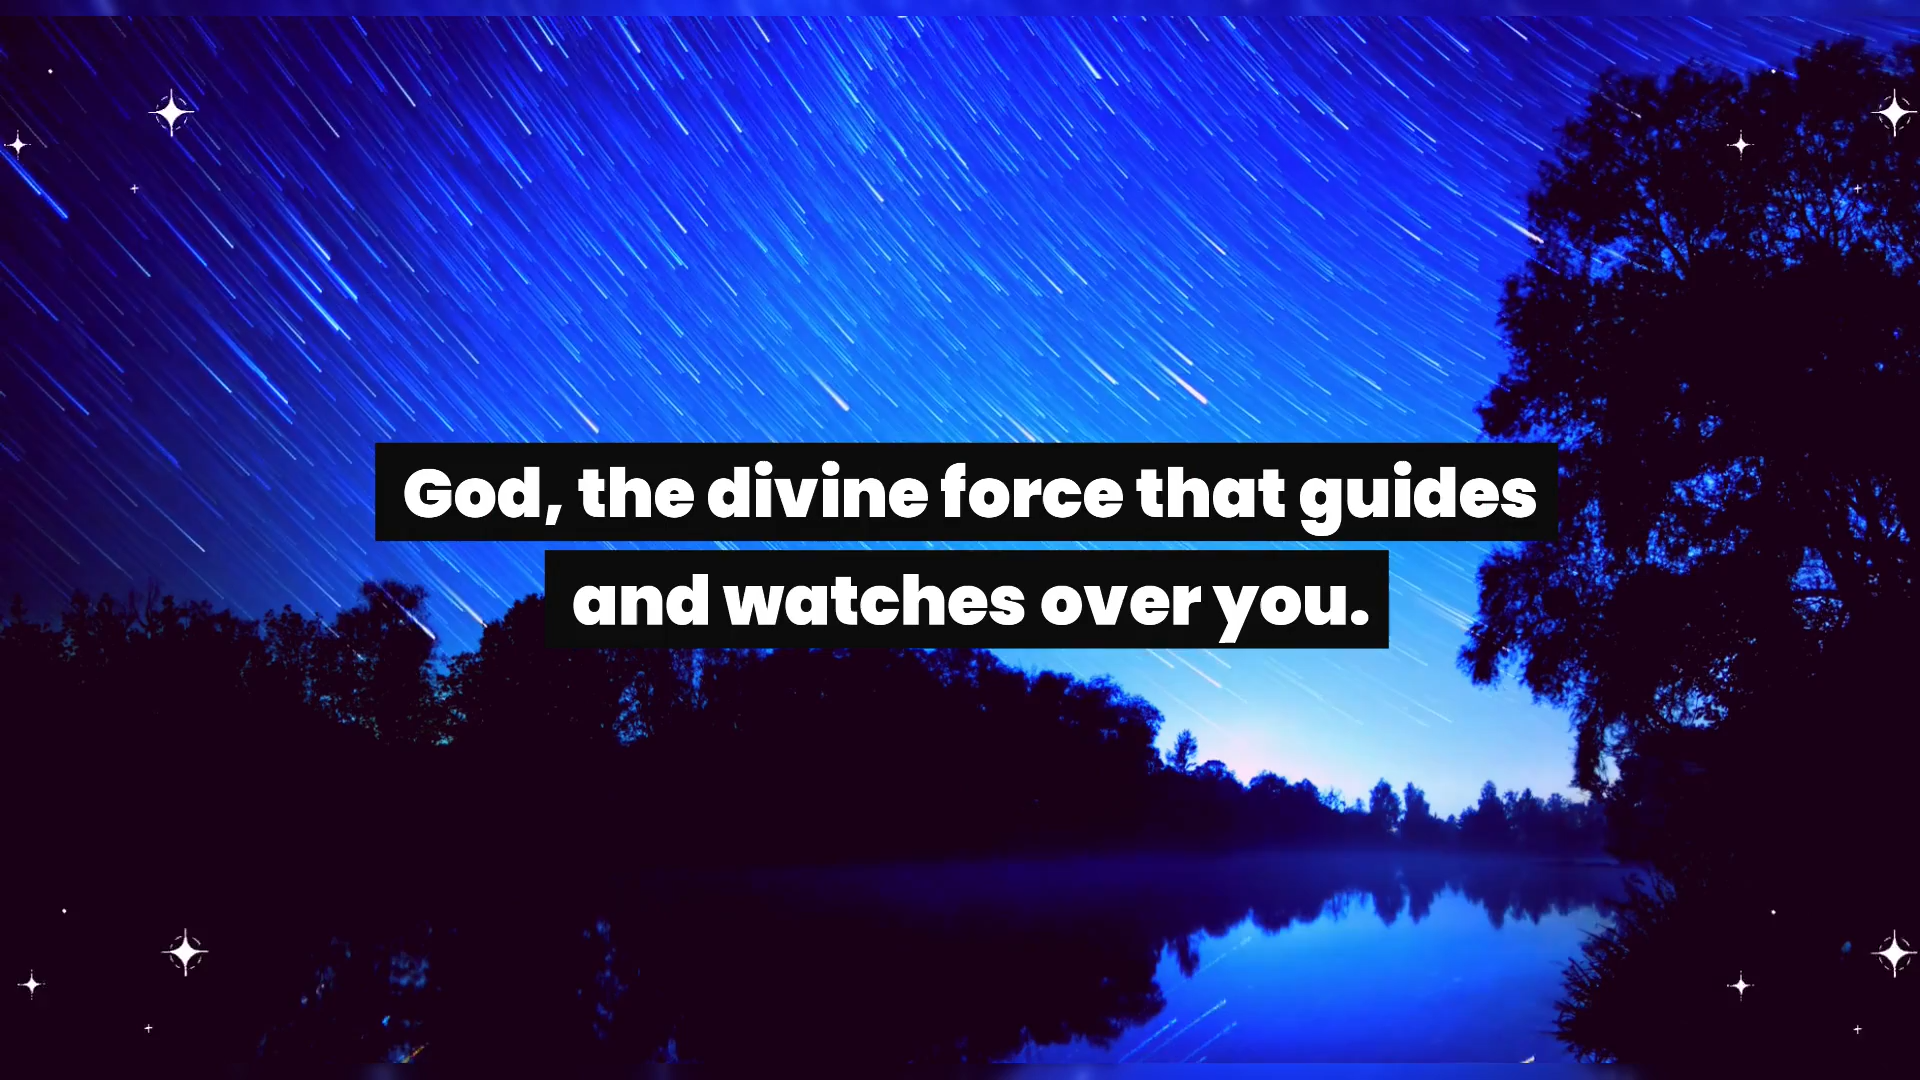 God, the divine force that guides
and watches over you.